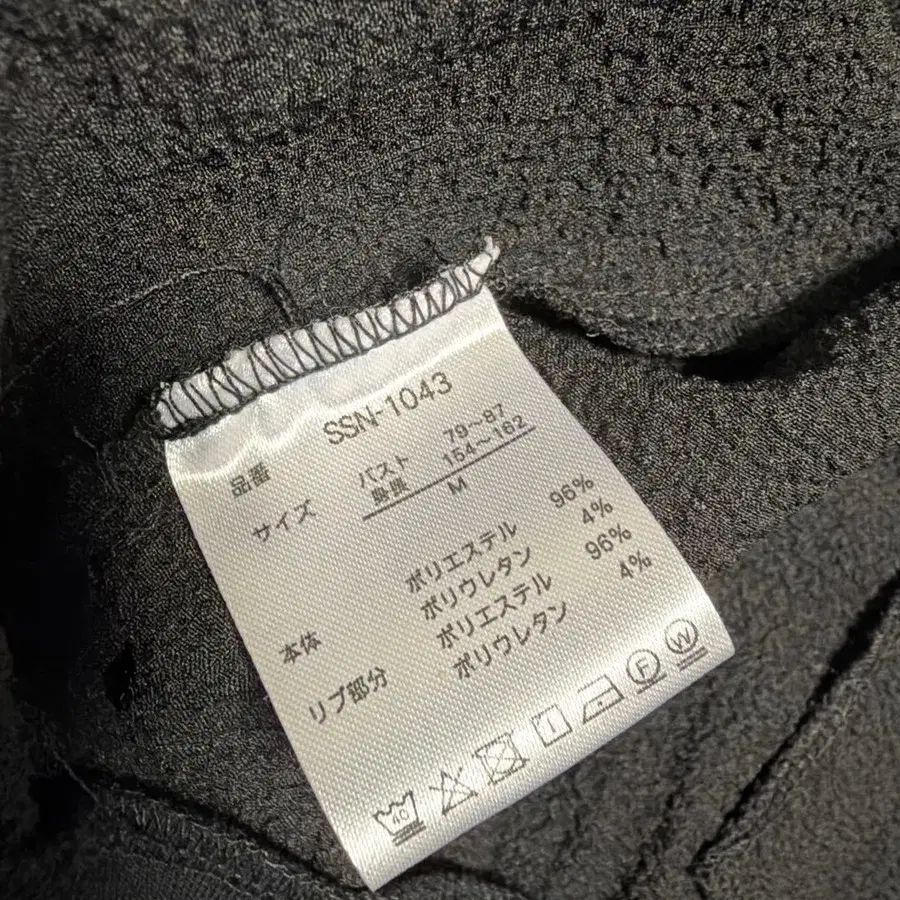 品番 SSN-1043
サイズ バスト 79〜87
身長 154〜162
M
本体 ポリエステル 96%
ポリウレタン 4%
リブ部分 ポリエステル 96%
ポリウレタン 4%
40 F W